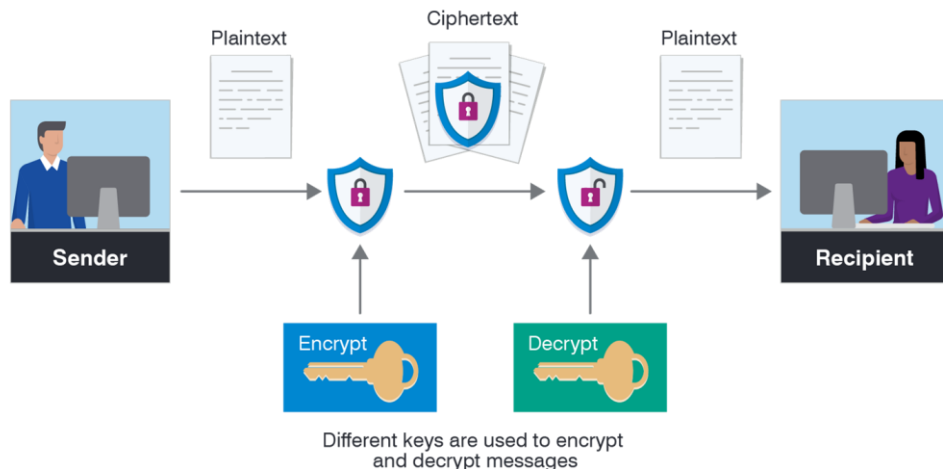 Ciphertext
Plaintext
Plaintext
Sender
Recipient
Encrypt
Decrypt
Different keys are used to encrypt
and decrypt messages